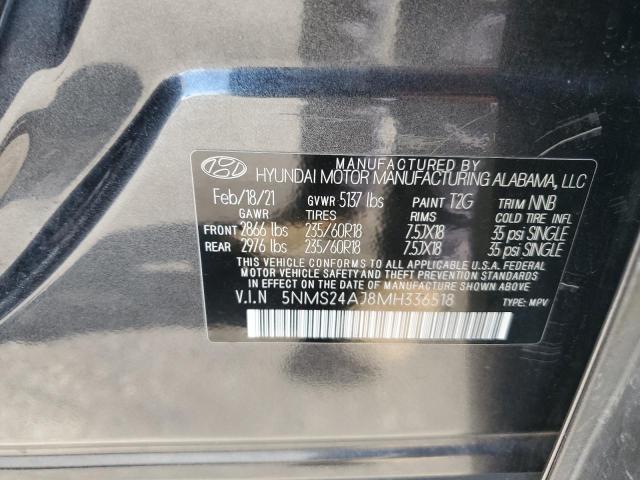 MANUFACTURED BY
HYUNDAI MOTOR MANUFACTURING ALABAMA, LLC
Feb/18/21 GVWR 5137 lbs PAINT T2G TRIM NNB
GAWR TIRES RIMS COLD TIRE INFL
FRONT 2866 lbs 235/60R18 7.5JX18 35 psi SINGLE
REAR 2976 lbs 235/60R18 7.5JX18 35 psi SINGLE
THIS VEHICLE CONFORMS TO ALL APPLICABLE U.S.A. FEDERAL
MOTOR VEHICLE SAFETY AND THEFT PREVENTION STANDARDS
IN EFFECT ON THE DATE OF MANUFACTURE SHOWN ABOVE
V.I.N 5NMS24AJ8MH336518 TYPE: MPV